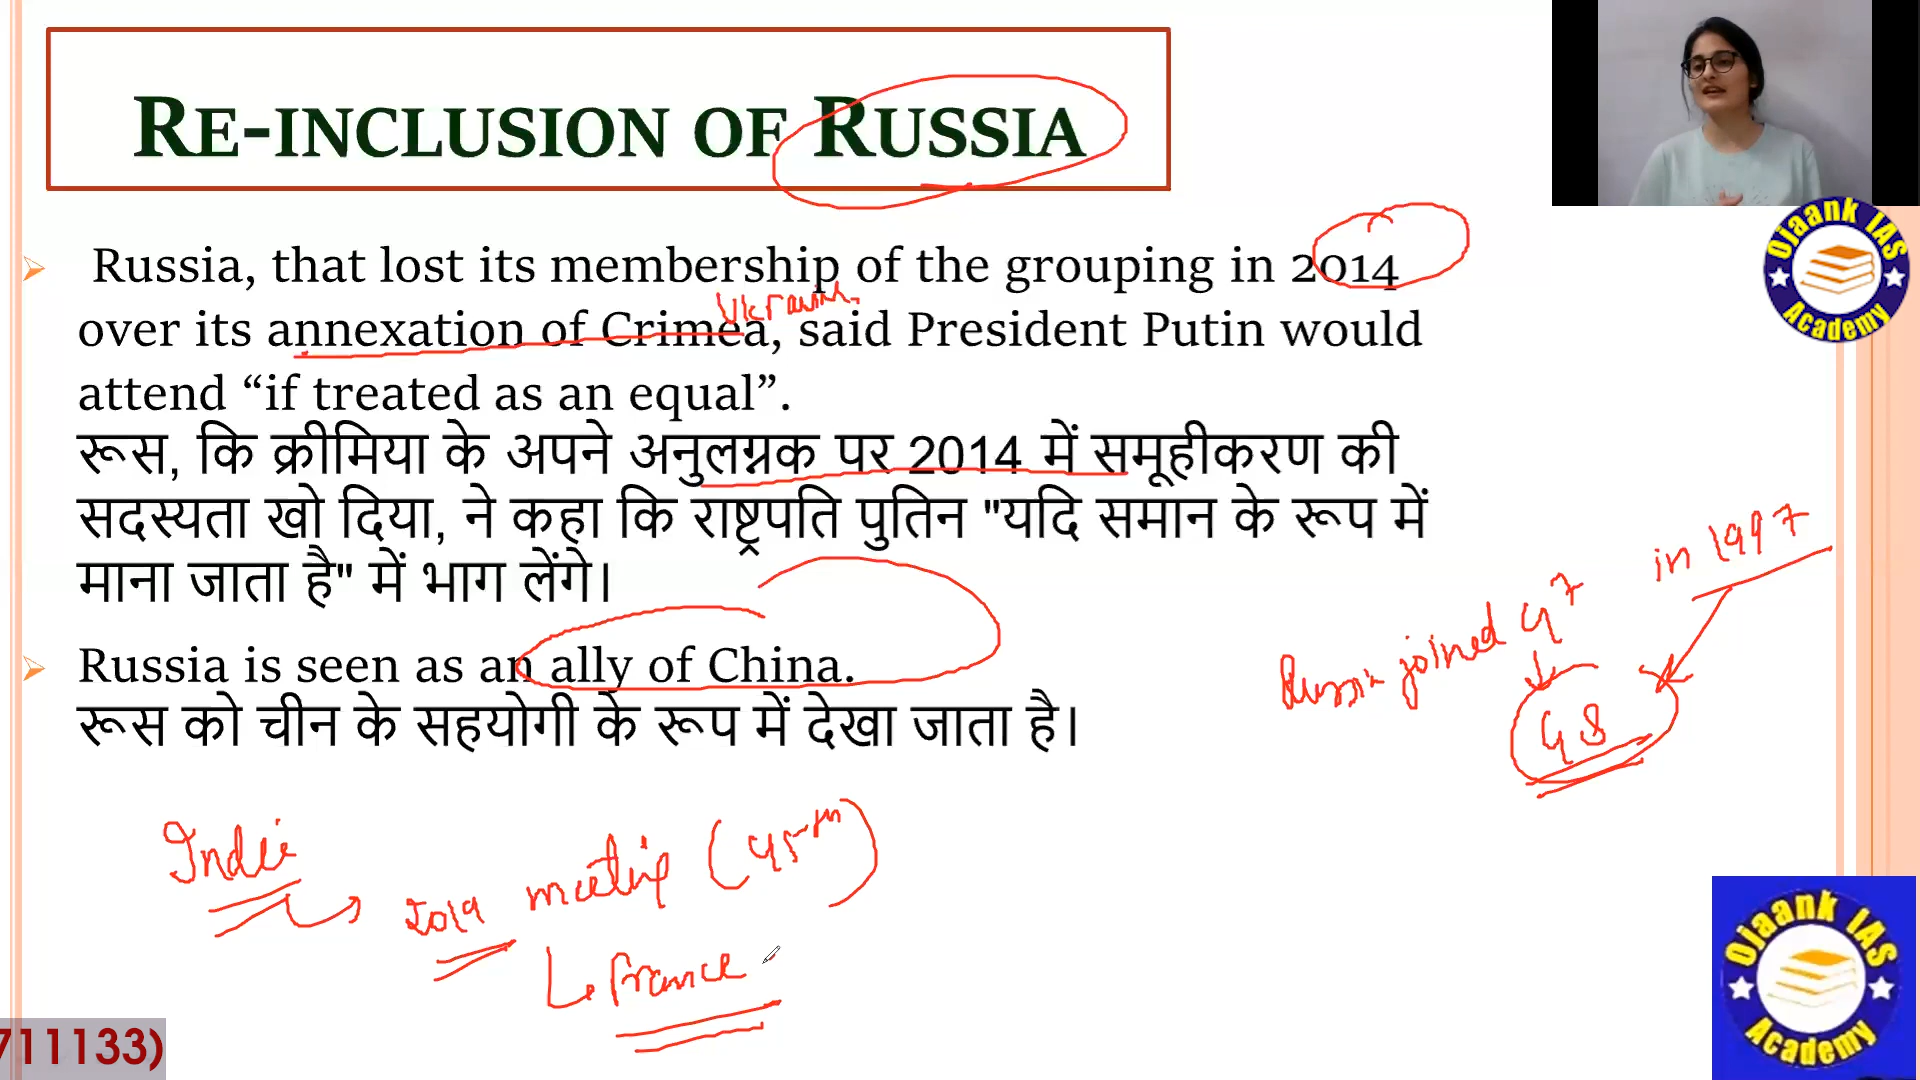 RE-INCLUSION OF RUSSIA
Russia, that lost its membership of the grouping in 2014
Ukraine
over its annexation of Crimea, said President Putin would
attend “if treated as an equal”.
रूस, कि क्रीमिया के अपने अनुलग्नक पर 2014 में समूहीकरण की
सदस्यता खो दिया, ने कहा कि राष्ट्रपति पुतिन "यदि समान के रूप में
माना जाता है" में भाग लेंगे।
Russia is seen as an ally of China.
रूस को चीन के सहयोगी के रूप में देखा जाता है।
Russia joined G7 in 1997
G8
India
2019 meeting (45th)
France
711133)
Ojaank IAS
Academy
Ojaank IAS
Academy